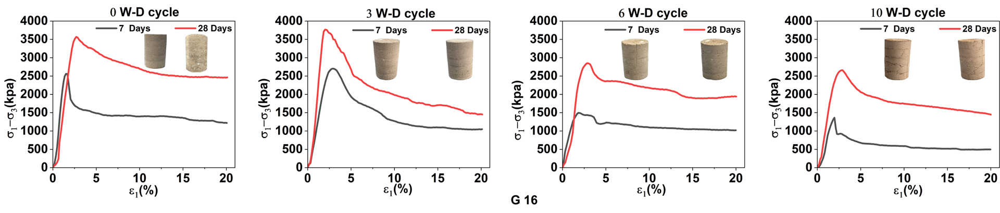 0 W-D cycle
4000
3500
3000
2500
2000
1500
1000
500
0
σ1–σ3(kpa)
7 Days
28 Days
0 5 10 15 20
ε1(%)
3 W-D cycle
4000
3500
3000
2500
2000
1500
1000
500
0
σ1–σ3(kpa)
7 Days
28 Days
0 5 10 15 20
ε1(%)
6 W-D cycle
4000
3500
3000
2500
2000
1500
1000
500
0
σ1–σ3(kpa)
7 Days
28 Days
0 5 10 15 20
ε1(%)
10 W-D cycle
4000
3500
3000
2500
2000
1500
1000
500
0
σ1–σ3(kpa)
7 Days
28 Days
0 5 10 15 20
ε1(%)
G 16